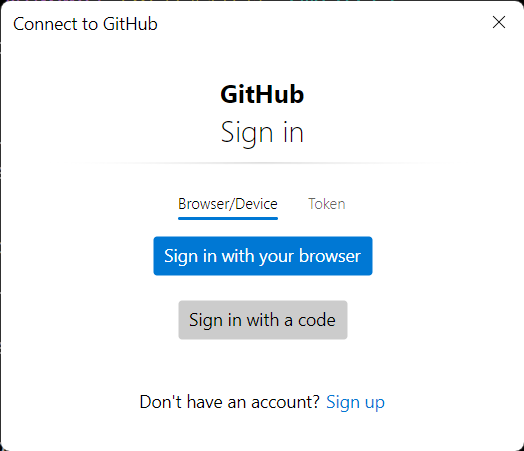 Connect to GitHub
GitHub
Sign in
Browser/Device Token
Sign in with your browser
Sign in with a code
Don't have an account? Sign up